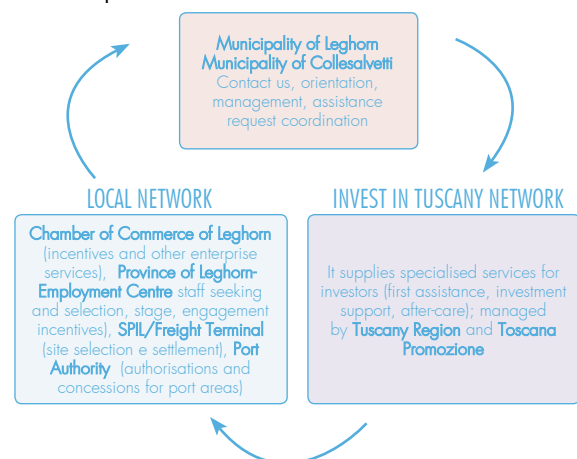 Municipality of Leghorn
Municipality of Collesalvetti
Contact us, orientation,
management, assistance
request coordination
LOCAL NETWORK
Chamber of Commerce of Leghorn
(incentives and other enterprise
services), Province of Leghorn-
Employment Centre staff seeking
and selection, stage, engagement
incentives), SPIL/Freight Terminal
(site selection e settlement), Port
Authority (authorisations and
concessions for port areas)
INVEST IN TUSCANY NETWORK
It supplies specialised services for
investors (first assistance, investment
support, after-care); managed
by Tuscany Region and Toscana
Promozione